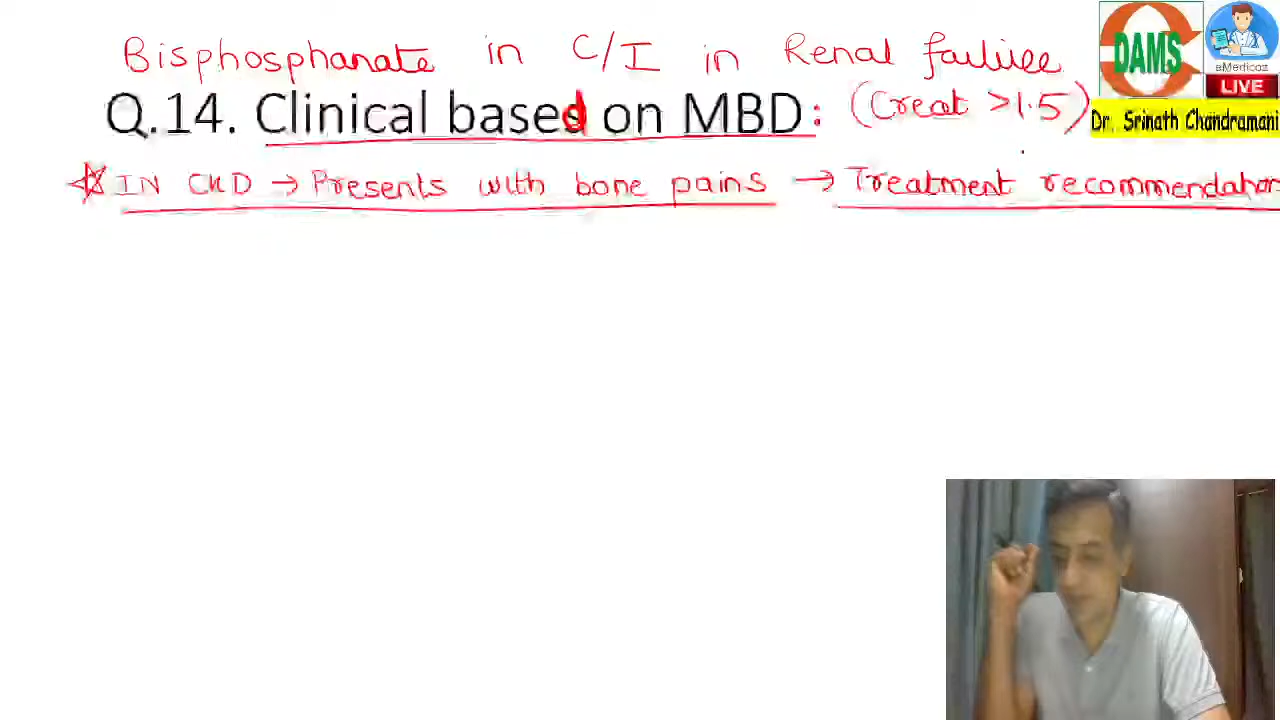 Bisphosphanate in C/I in Renal failure
Q.14. Clinical based on MBD: (Creat >1.5)
☆ IN CKD → Presents with bone pains → Treatment recommendation
DAMS
eMedicoz
LIVE
Dr. Srinath Chandramani